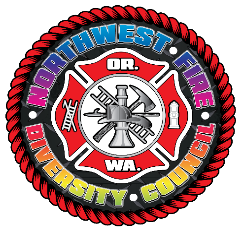 NORTHWEST FIRE
OR.
WA.
DIVERSITY COUNCIL